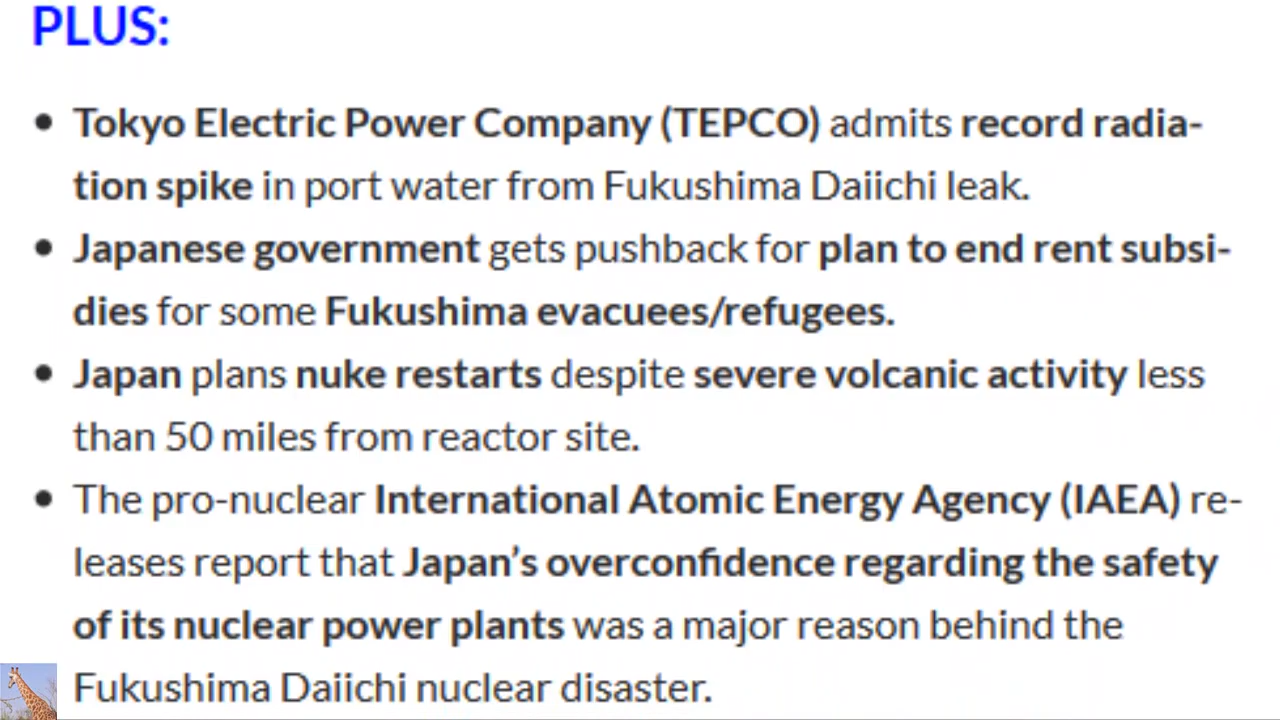 PLUS:
• Tokyo Electric Power Company (TEPCO) admits record radia-
tion spike in port water from Fukushima Daiichi leak.
• Japanese government gets pushback for plan to end rent subsi-
dies for some Fukushima evacuees/refugees.
• Japan plans nuke restarts despite severe volcanic activity less
than 50 miles from reactor site.
• The pro-nuclear International Atomic Energy Agency (IAEA) re-
leases report that Japan’s overconfidence regarding the safety
of its nuclear power plants was a major reason behind the
Fukushima Daiichi nuclear disaster.